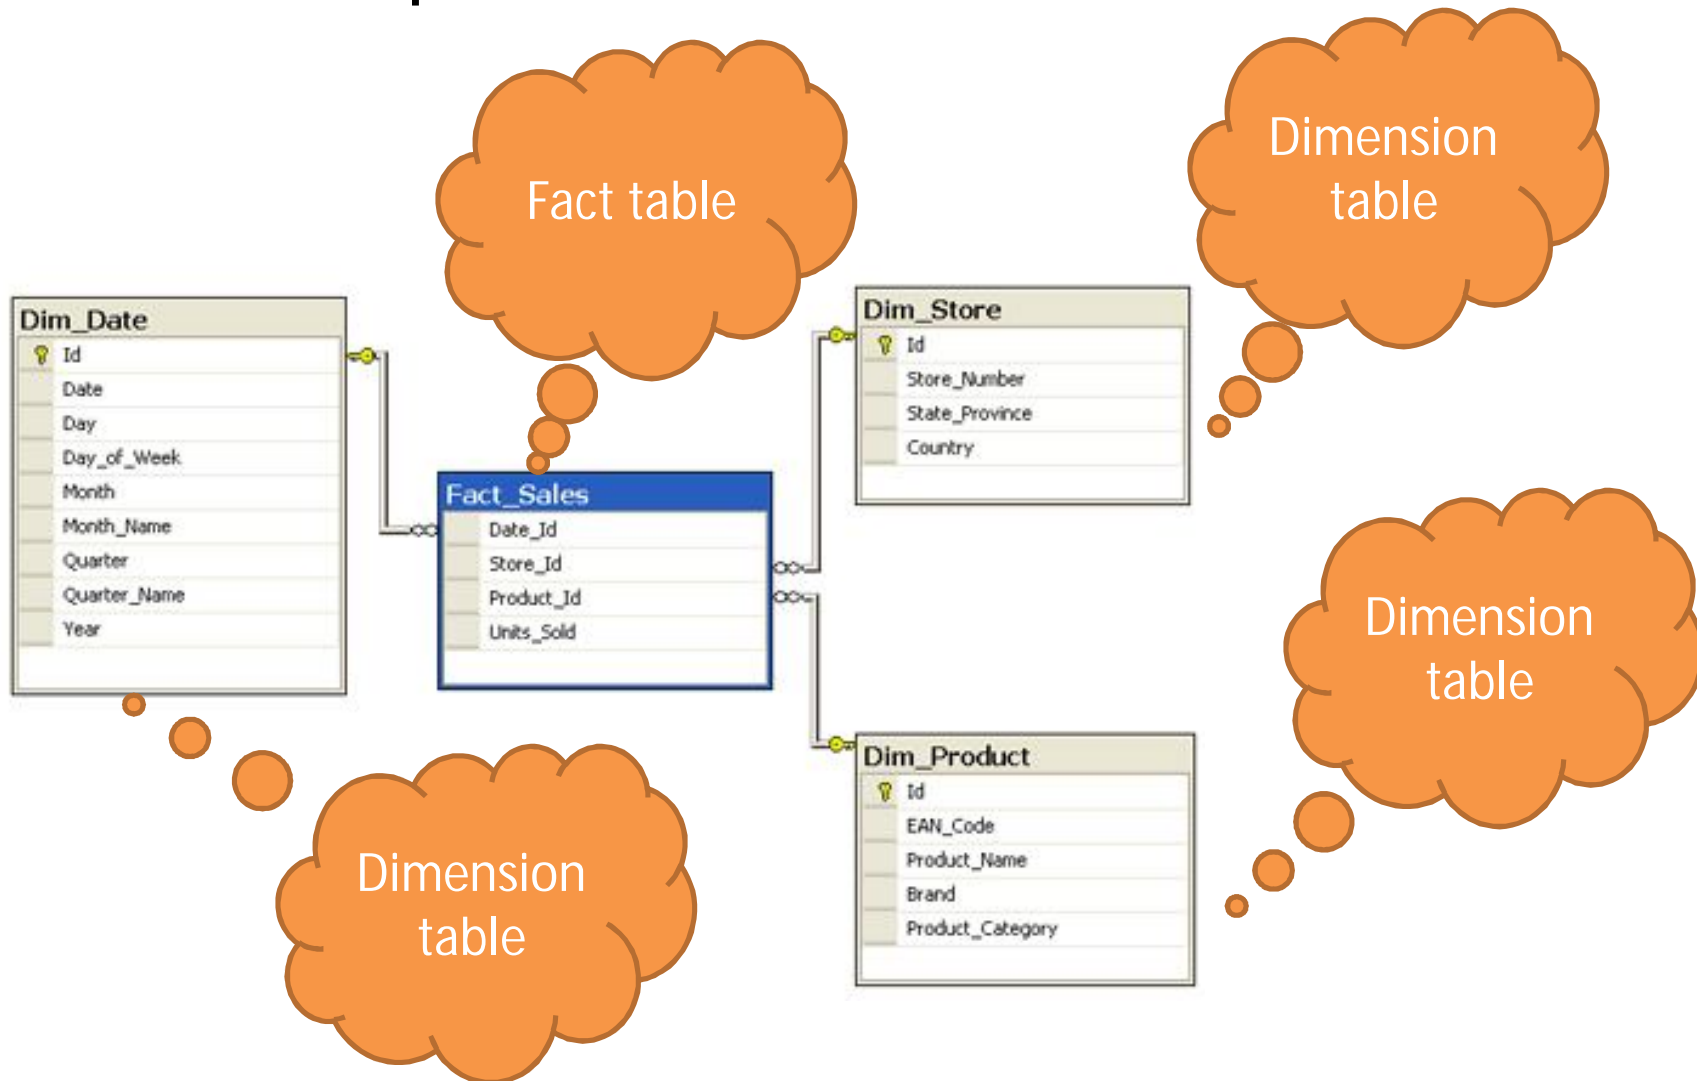 Fact table
Dimension
table
Dim_Date
Id
Date
Day
Day_of_Week
Month
Month_Name
Quarter
Quarter_Name
Year
Fact_Sales
Date_Id
Store_Id
Product_Id
Units_Sold
Dim_Store
Id
Store_Number
State_Province
Country
Dimension
table
Dim_Product
Id
EAN_Code
Product_Name
Brand
Product_Category
Dimension
table